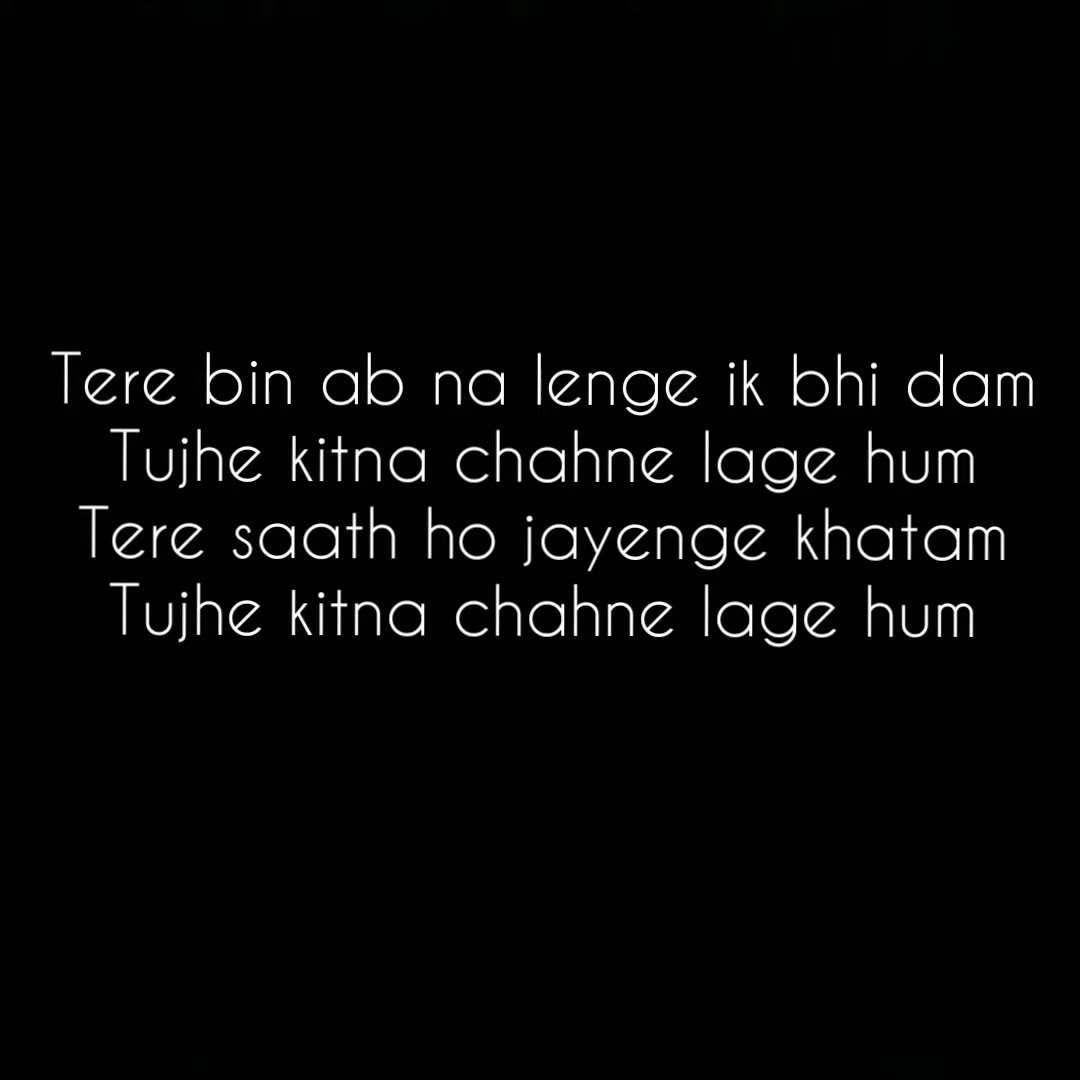 Tere bin ab na lenge ik bhi dam
Tujhe kitna chahne lage hum
Tere saath ho jayenge khatam
Tujhe kitna chahne lage hum